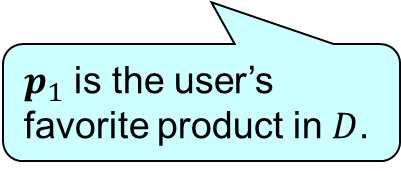 p₁ is the user's
favorite product in D.